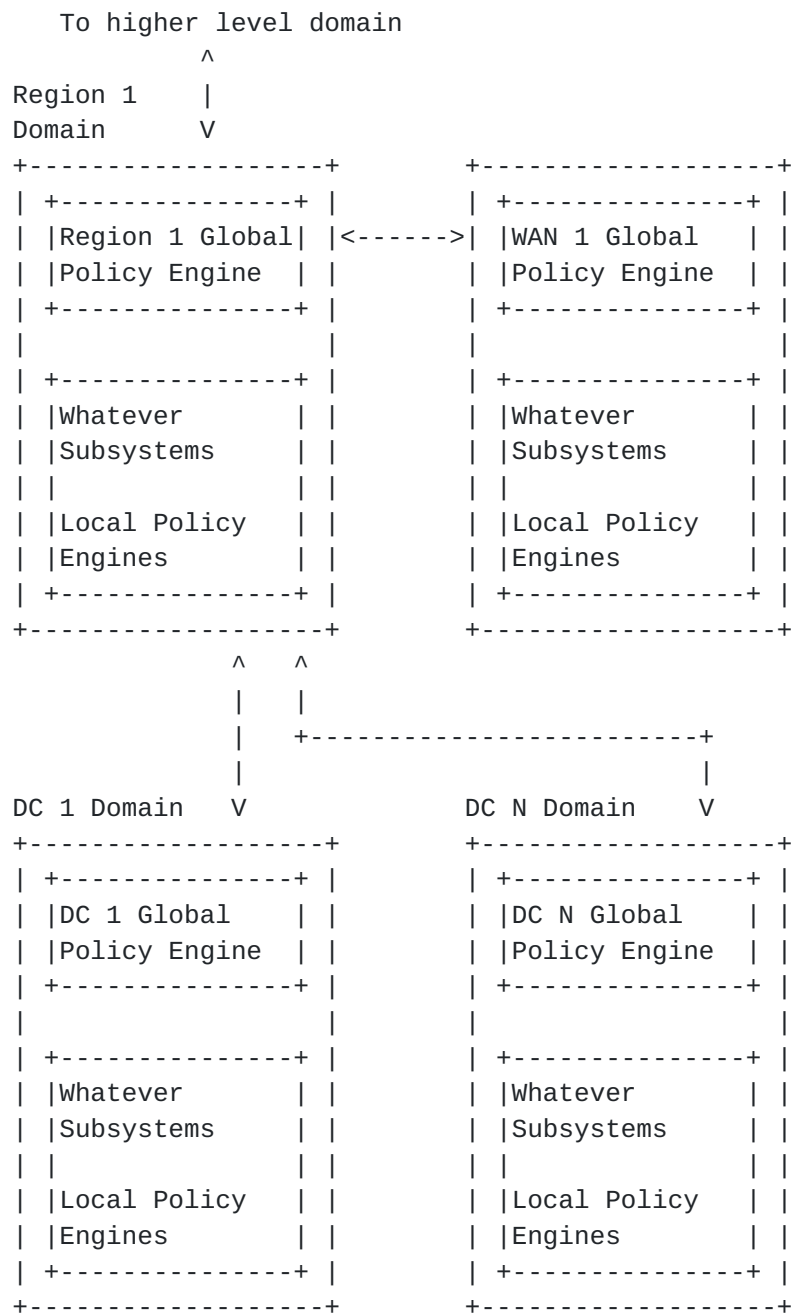 To higher level domain
^
Region 1 |
Domain V
+-------------------+ +-------------------+
| +---------------+ | | +---------------+ |
| |Region 1 Global| |<------>| |WAN 1 Global | |
| |Policy Engine | | | |Policy Engine | |
| +---------------+ | | +---------------+ |
| | | |
| +---------------+ | | +---------------+ |
| |Whatever | | | |Whatever | |
| |Subsystems | | | |Subsystems | |
| | | | | | | |
| |Local Policy | | | |Local Policy | |
| |Engines | | | |Engines | |
| +---------------+ | | +---------------+ |
+-------------------+ +-------------------+
^ ^
| |
| +-------------------------+
| |
DC 1 Domain V DC N Domain V
+-------------------+ +-------------------+
| +---------------+ | | +---------------+ |
| |DC 1 Global | | | |DC N Global | |
| |Policy Engine | | | |Policy Engine | |
| +---------------+ | | +---------------+ |
| | | |
| +---------------+ | | +---------------+ |
| |Whatever | | | |Whatever | |
| |Subsystems | | | |Subsystems | |
| | | | | | | |
| |Local Policy | | | |Local Policy | |
| |Engines | | | |Engines | |
| +---------------+ | | +---------------+ |
+-------------------+ +-------------------+